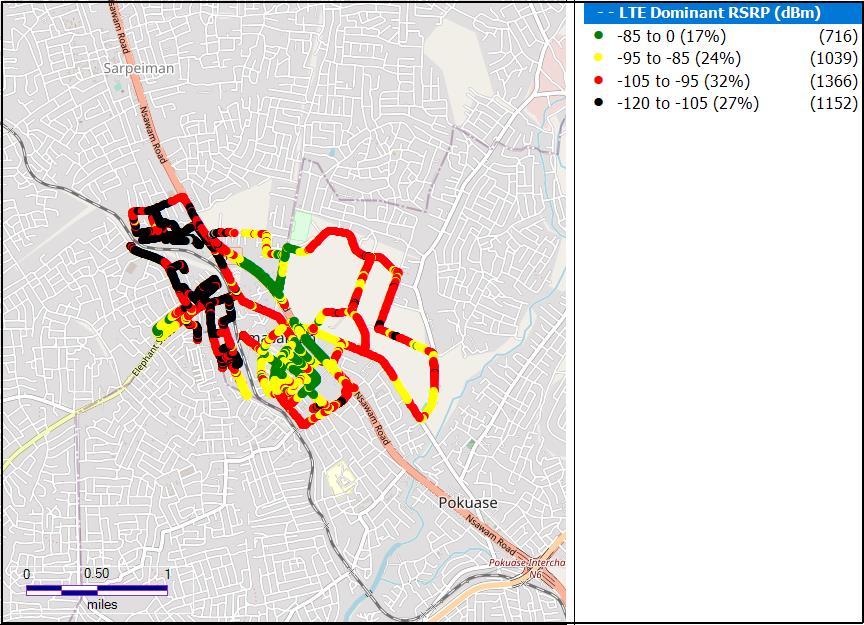 - - LTE Dominant RSRP (dBm)
-85 to 0 (17%) (716)
-95 to -85 (24%) (1039)
-105 to -95 (32%) (1366)
-120 to -105 (27%) (1152)
Nsawam Road
Sarpeiman
Nsawam Road
Elephant
Nsawam Road
Pokuase
Nsawam Road
Pokuase Intercha
N6
0 0.50 1
miles